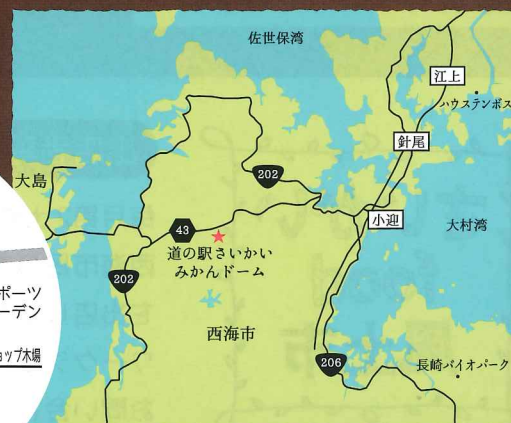 佐世保湾
江上
ハウステンボス
針尾
大島
202
小迎
大村湾
43
道の駅さいかい
みかんドーム
202
ポーツ
ーデン
西海市
ョップ木場
206
長崎バイオパーク